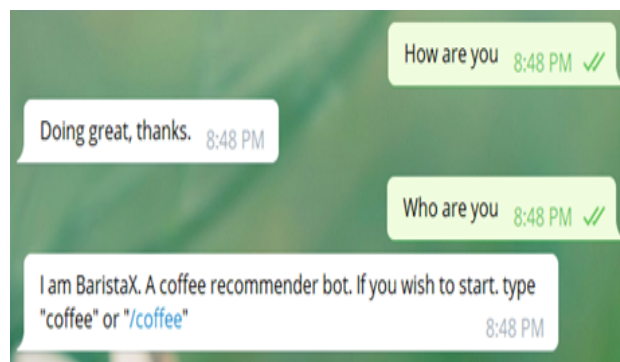 How are you 8:48 PM
Doing great, thanks. 8:48 PM
Who are you 8:48 PM
I am BaristaX. A coffee recommender bot. If you wish to start. type
"coffee" or "/coffee"
8:48 PM